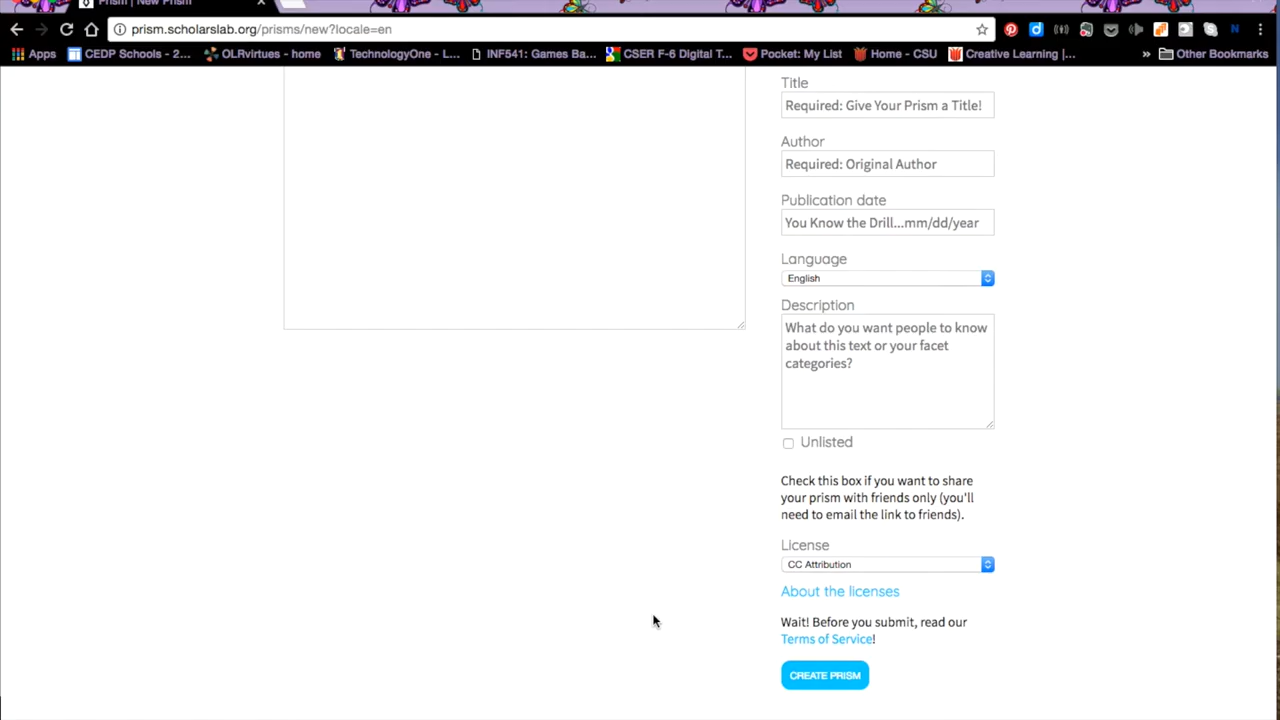 Prism | New Prism
prism.scholarslab.org/prisms/new?locale=en
Apps
CEDP Schools - 2...
OLRvirtues - home
TechnologyOne - L...
INF541: Games Ba...
CSER F-6 Digital T...
Pocket: My List
Home - CSU
Creative Learning |...
»
Other Bookmarks
Title
Required: Give Your Prism a Title!
Author
Required: Original Author
Publication date
You Know the Drill...mm/dd/year
Language
English
Description
What do you want people to know
about this text or your facet
categories?
Unlisted
Check this box if you want to share
your prism with friends only (you'll
need to email the link to friends).
License
CC Attribution
About the licenses
Wait! Before you submit, read our
Terms of Service!
CREATE PRISM